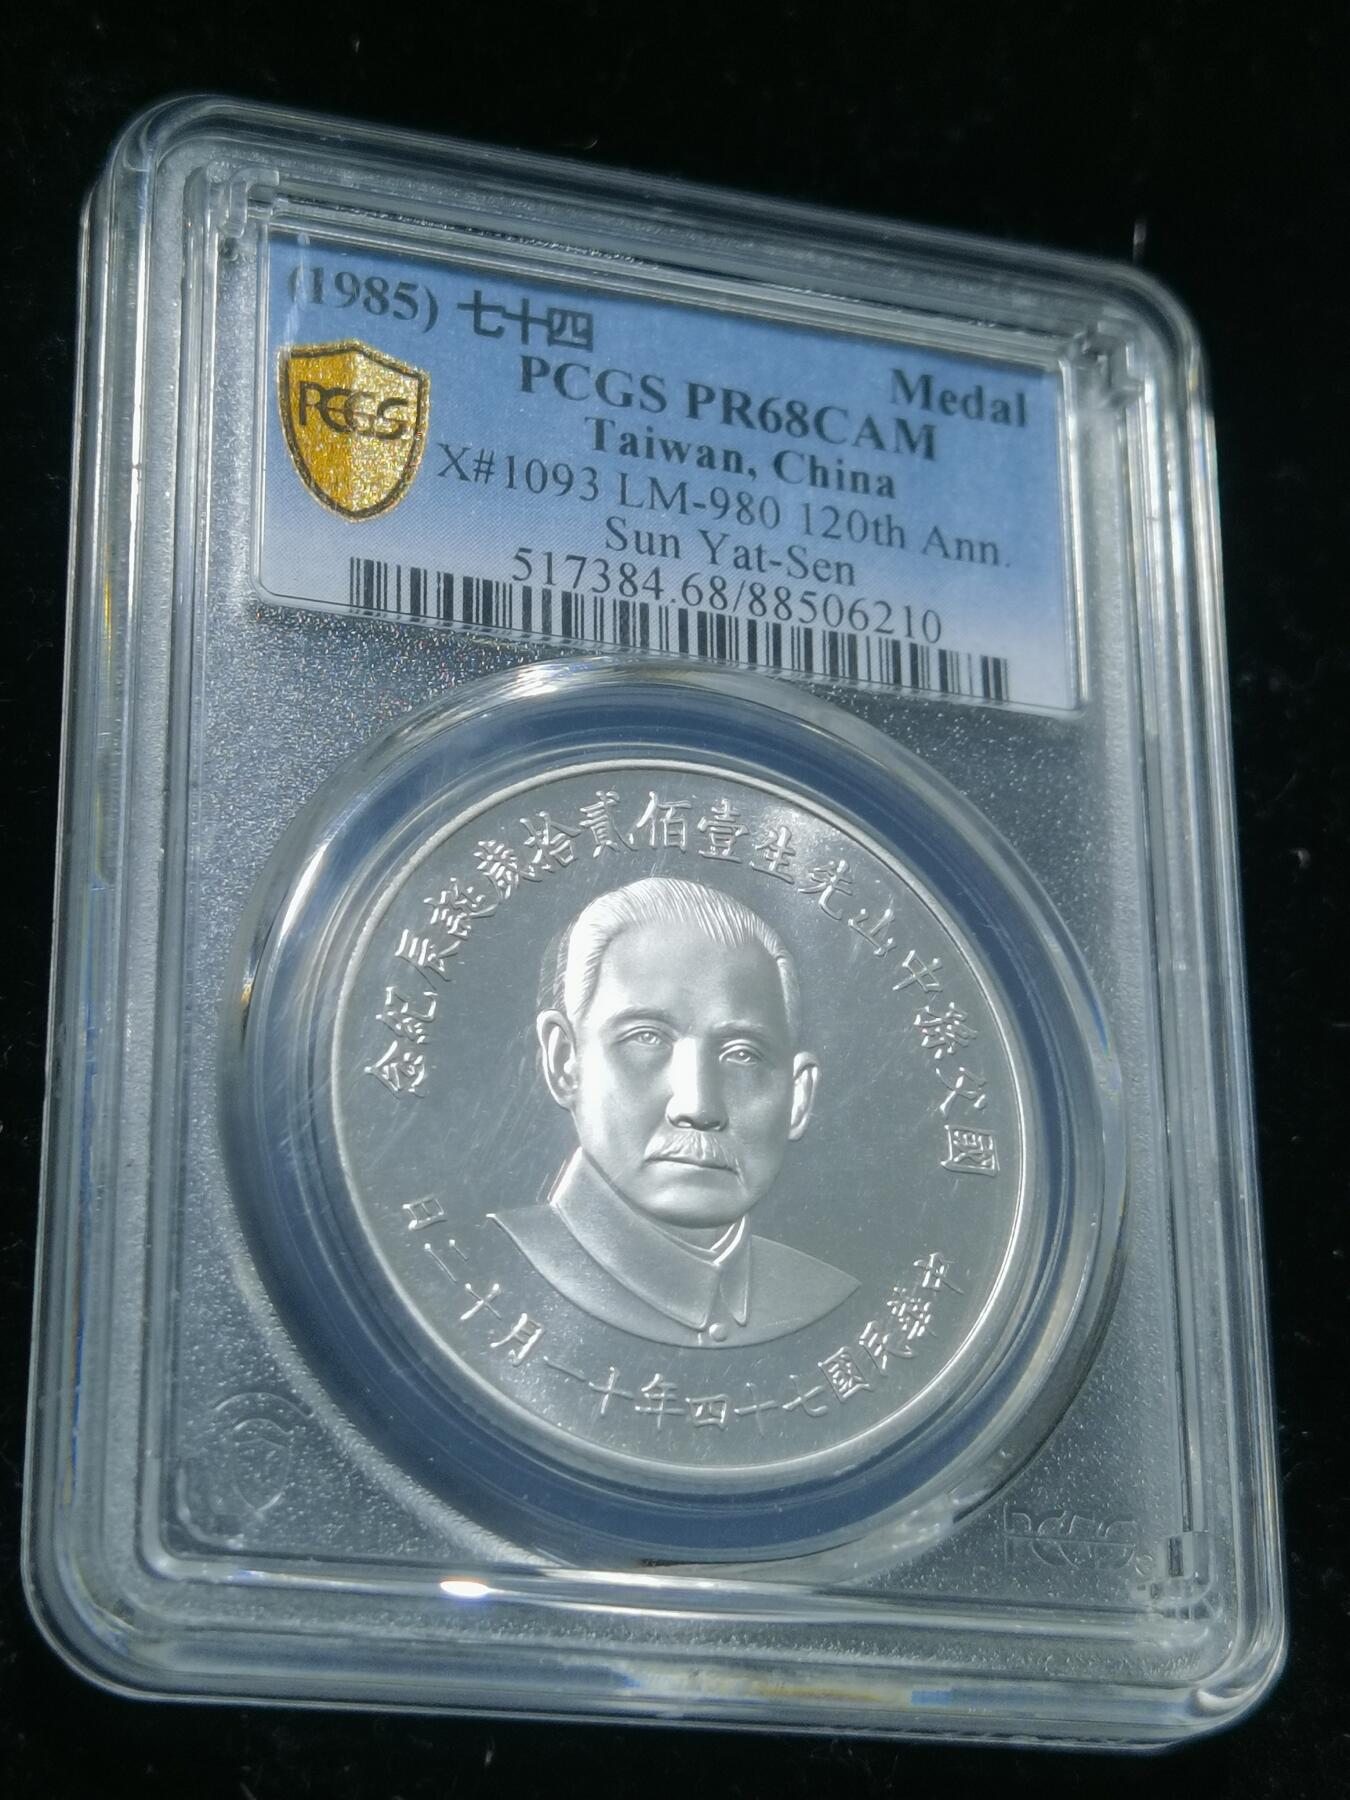 (1985) 七十四 Medal
PCGS PR68CAM
Taiwan, China
X#1093 LM-980 120th Ann.
Sun Yat-Sen
517384.68/88506210
PCGS
國父孫中山先生壹佰貳拾歲誕辰紀念
中華民國七十四年十一月十二日
PCGS